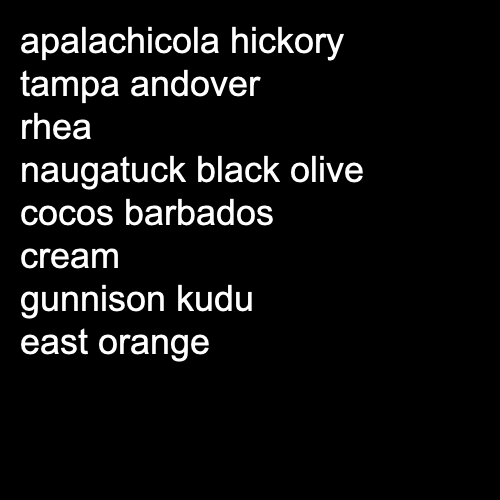 apalachicola hickory
tampa andover
rhea
naugatuck black olive
cocos barbados
cream
gunnison kudu
east orange